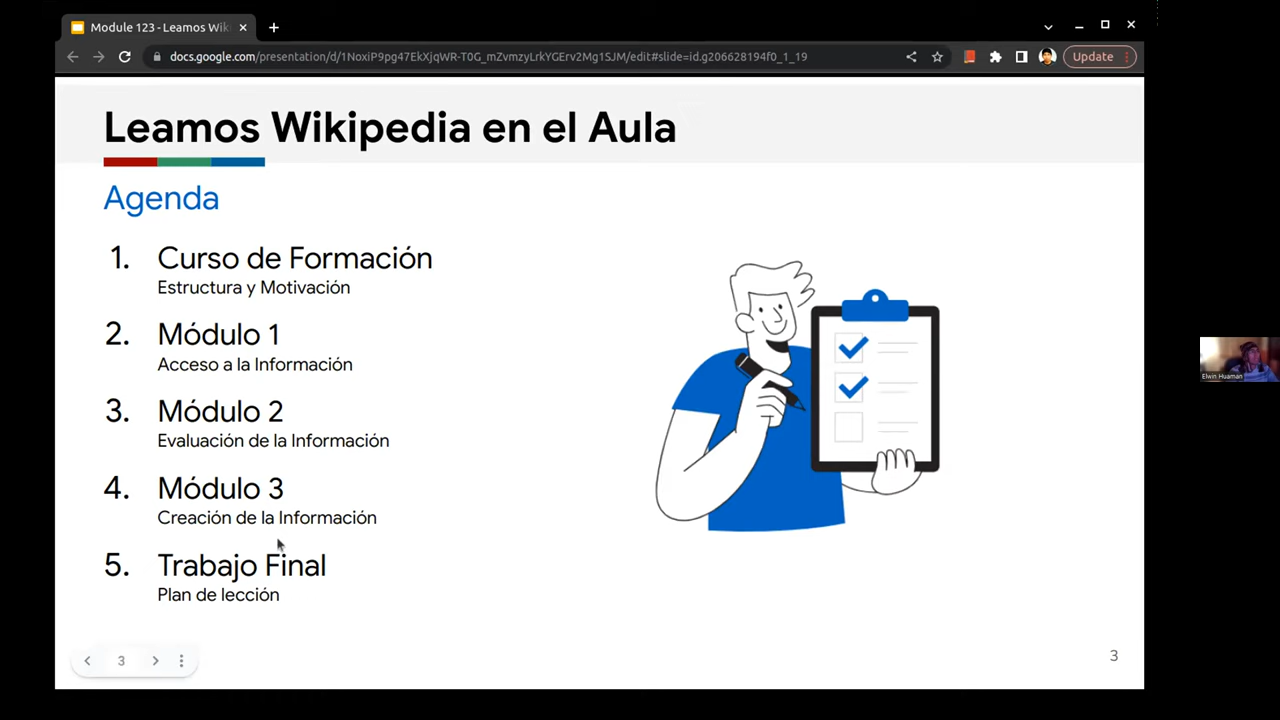 Module 123 - Leamos Wiki
docs.google.com/presentation/d/1NoxiP9pg47EkXjqWR-T0G_mZvmzyLrkYGErv2Mg1SJM/edit#slide=id.g206628194f0_1_19
Update
Leamos Wikipedia en el Aula
Agenda
1. Curso de Formación
Estructura y Motivación
2. Módulo 1
Acceso a la Información
3. Módulo 2
Evaluación de la Información
4. Módulo 3
Creación de la Información
5. Trabajo Final
Plan de lección
3
3
Elwin Huaman